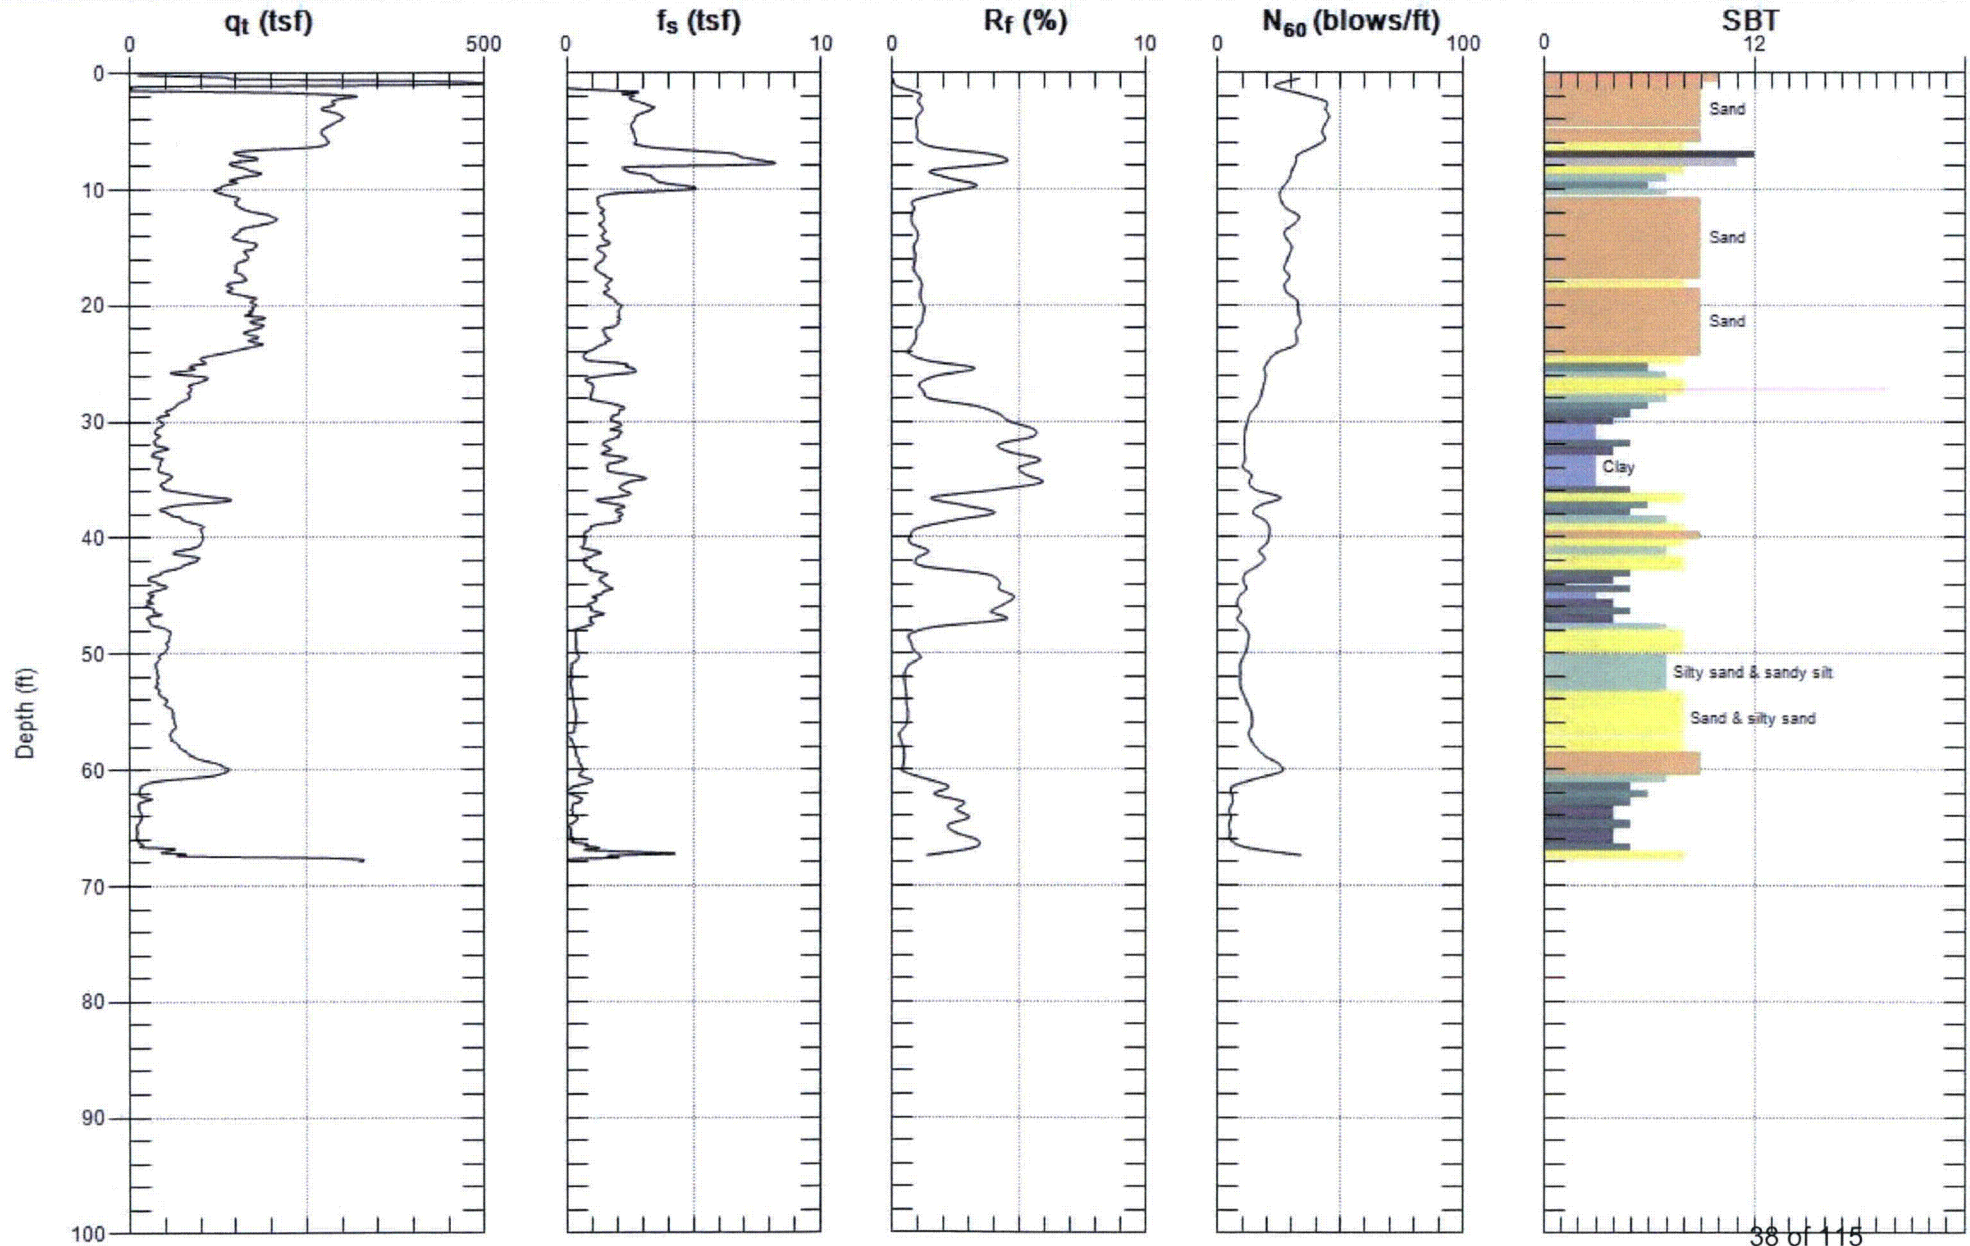 qt (tsf) fs (tsf) Rf (%) N60 (blows/ft) SBT
0 500 0 10 0 10 0 100 0 12
0
Sand
10
Sand
20
Sand
30
Clay
40
50
Silty sand & sandy silt
Sand & silty sand
Depth (ft)
60
70
80
90
100
38 of 115